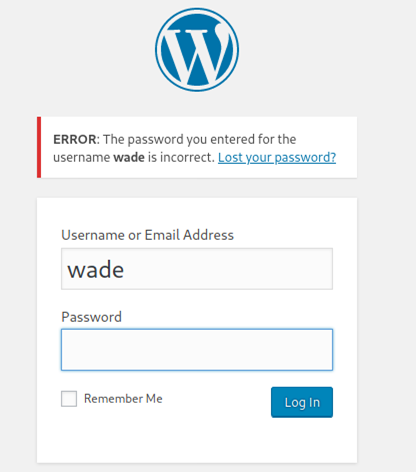 ERROR: The password you entered for the
username wade is incorrect. Lost your password?
Username or Email Address
wade
Password
Remember Me
Log In